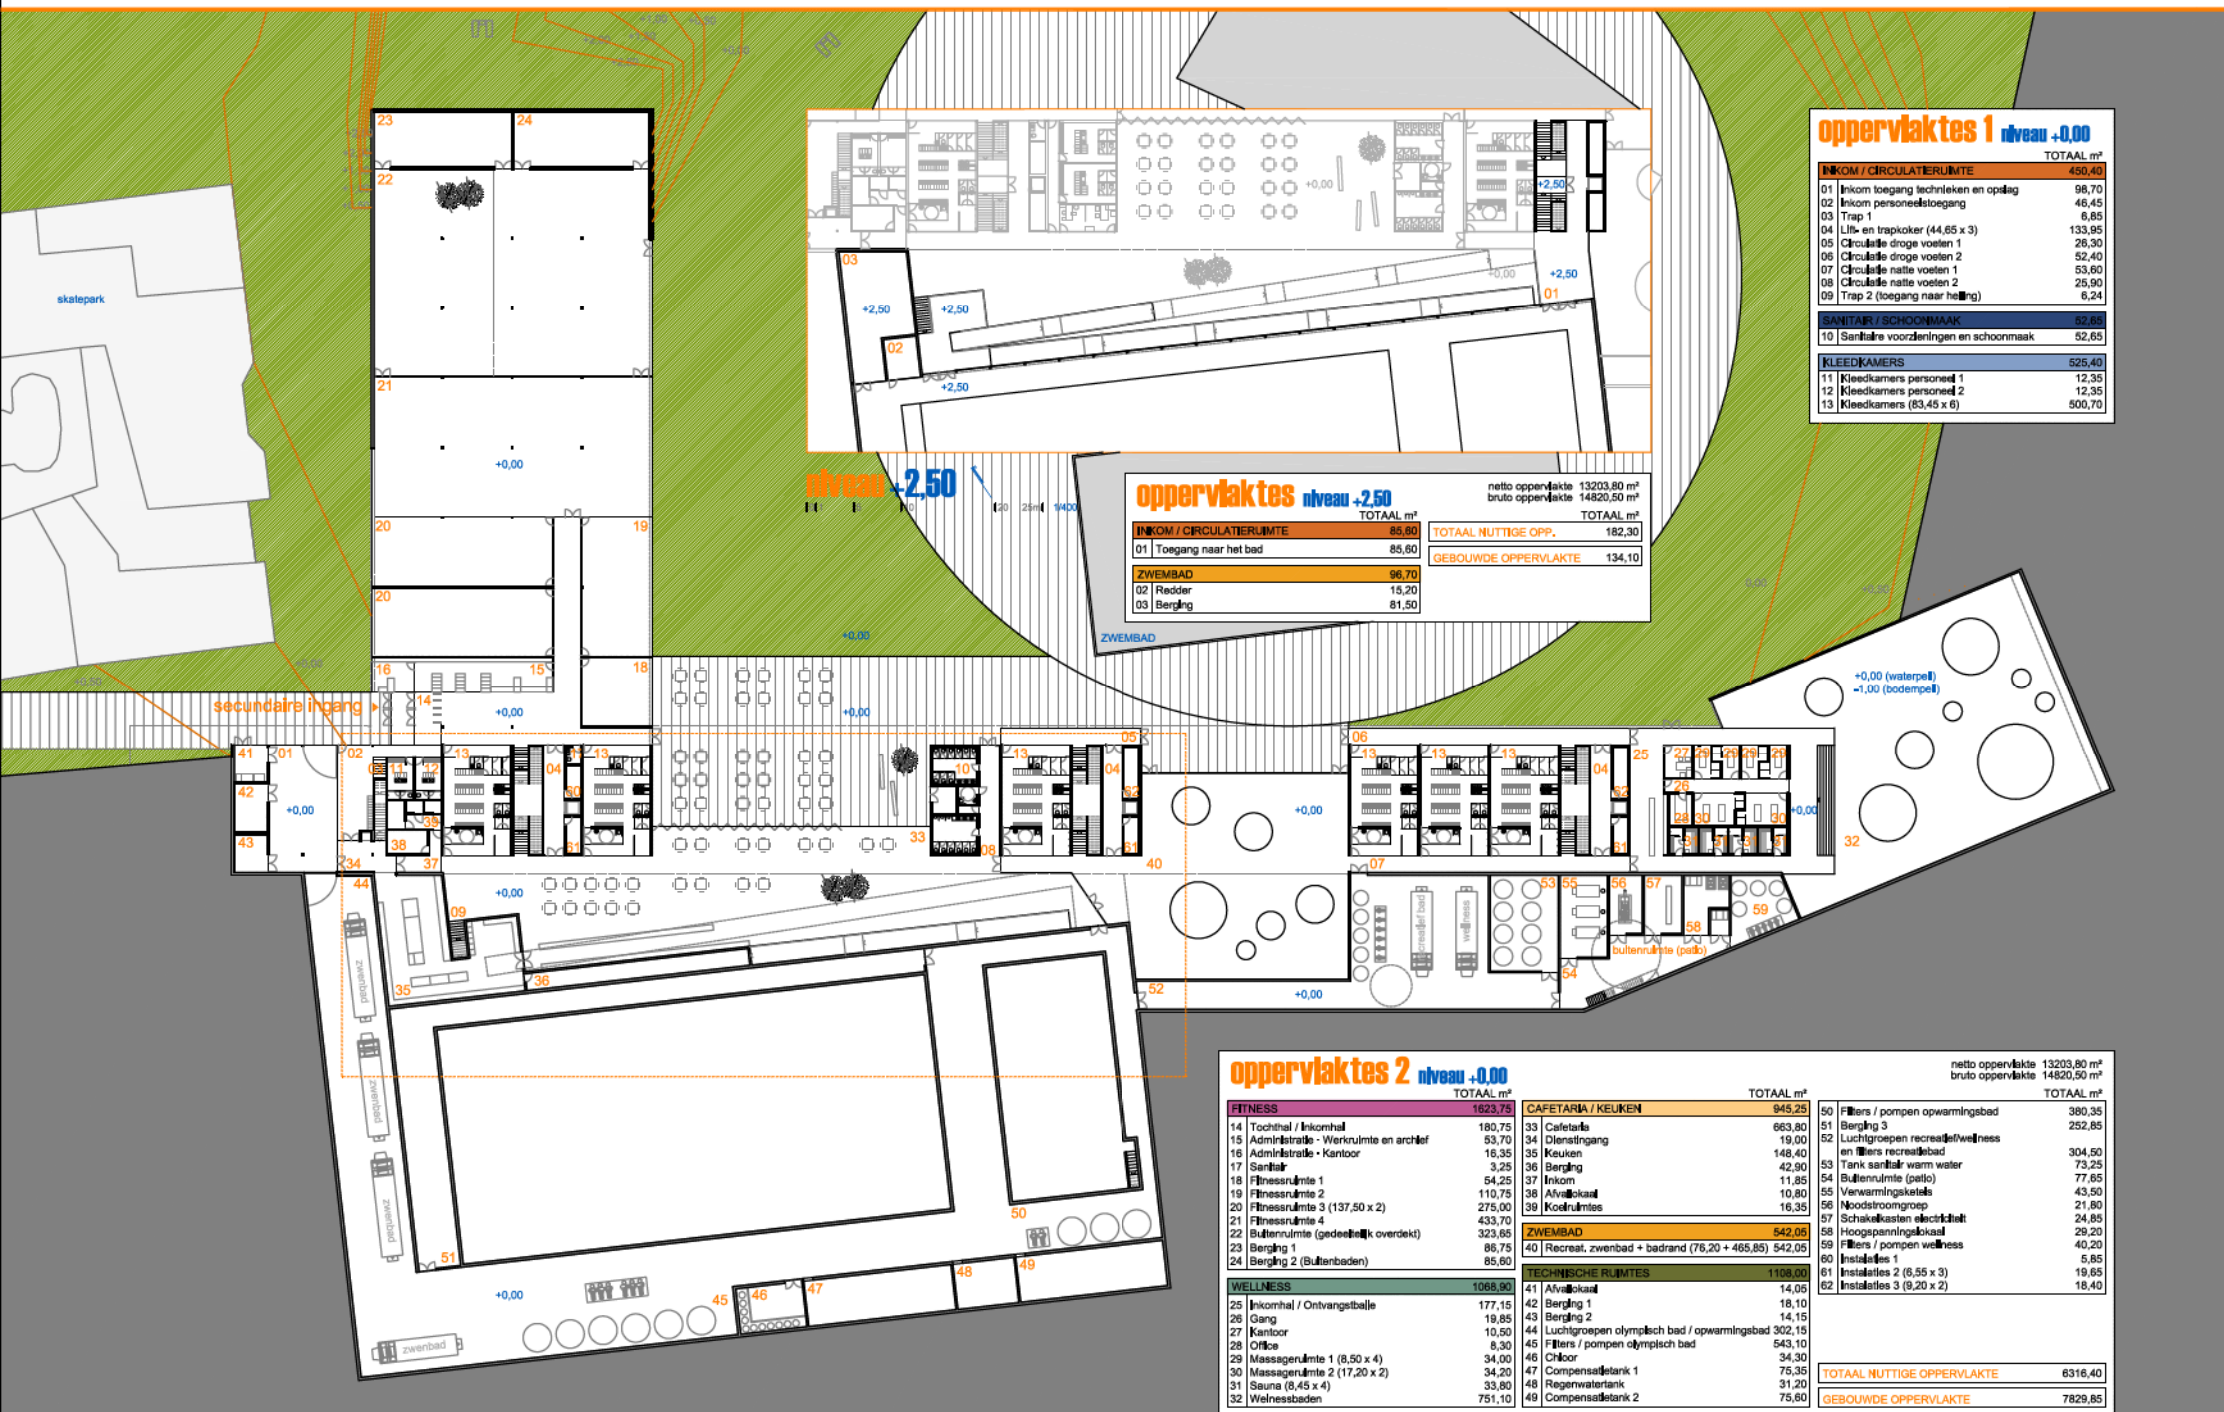 skatepark
secundaire ingang
ZWEMBAD
niveau +2,50
20 25m 1/400
oppervlaktes 1 niveau +0,00
TOTAAL m²
INKOM / CIRCULATIERUIMTE 450,40
01 Inkom toegang technieken en opslag 98,70
02 Inkom personeelstoegang 46,45
03 Trap 1 6,85
04 Lift- en trapkoker (44,65 x 3) 133,95
05 Circulatie droge voeten 1 26,30
06 Circulatie droge voeten 2 52,40
07 Circulatie natte voeten 1 53,60
08 Circulatie natte voeten 2 25,90
09 Trap 2 (toegang naar helling) 6,24
SANITAIR / SCHOONMAAK 52,65
10 Sanitaire voorzieningen en schoonmaak 52,65
KLEEDKAMERS 525,40
11 Kleedkamers personeel 1 12,35
12 Kleedkamers personeel 2 12,35
13 Kleedkamers (83,45 x 6) 500,70
oppervlaktes niveau +2,50
netto oppervlakte 13203,80 m²
bruto oppervlakte 14820,50 m²
TOTAAL m²
INKOM / CIRCULATIERUIMTE 85,60
01 Toegang naar het bad 85,60
ZWEMBAD 96,70
02 Redder 15,20
03 Berging 81,50
TOTAAL m²
TOTAAL NUTTIGE OPP. 182,30
GEBOUWDE OPPERVLAKTE 134,10
+0,00 (waterpeil)
-1,00 (bodempeil)
recreatief bad
wellness
buitenruimte (patio)
zwenbad
zwenbad
zwenbad
zwenbad
oppervlaktes 2 niveau +0,00
netto oppervlakte 13203,80 m²
bruto oppervlakte 14820,50 m²
TOTAAL m²
FITNESS 1623,75
14 Tochthal / Inkomhal 180,75
15 Administratie - Werkruimte en archief 53,70
16 Administratie - Kantoor 16,35
17 Sanitair 3,25
18 Fitnessruimte 1 54,25
19 Fitnessruimte 2 110,75
20 Fitnessruimte 3 (137,50 x 2) 275,00
21 Fitnessruimte 4 433,70
22 Buitenruimte (gedeeltelijk overdekt) 323,65
23 Berging 1 86,75
24 Berging 2 (Buitenbaden) 85,60
WELLNESS 1068,90
25 Inkomhal / Ontvangstbalie 177,15
26 Gang 19,85
27 Kantoor 10,50
28 Office 8,30
29 Massageruimte 1 (8,50 x 4) 34,00
30 Massageruimte 2 (17,20 x 2) 34,20
31 Sauna (8,45 x 4) 33,80
32 Welnessbaden 751,10
TOTAAL m²
CAFETARIA / KEUKEN 945,25
33 Cafetaria 663,80
34 Dienstingang 19,00
35 Keuken 148,40
36 Berging 42,90
37 Inkom 11,85
38 Afvallokaal 10,80
39 Koelruimtes 16,35
ZWEMBAD 542,05
40 Recreat. zwenbad + badrand (76,20 + 465,85) 542,05
TECHNISCHE RUIMTES 1108,00
41 Afvallokaal 14,05
42 Berging 1 18,10
43 Berging 2 14,15
44 Luchtgroepen olympisch bad / opwarmingsbad 302,15
45 Filters / pompen olympisch bad 543,10
46 Chloor 34,30
47 Compensatietank 1 75,35
48 Regenwatertank 31,20
49 Compensatietank 2 75,60
TOTAAL m²
50 Filters / pompen opwarmingsbad 380,35
51 Berging 3 252,85
52 Luchtgroepen recreatief/wellness
en filters recreatiebad 304,50
53 Tank sanitair warm water 73,25
54 Buitenruimte (patio) 77,65
55 Verwarmingsketels 43,50
56 Noodstroomgroep 21,80
57 Schakelkasten electriciteit 24,85
58 Hoogspanningslokaal 29,20
59 Filters / pompen wellness 40,20
60 Instalaties 1 5,85
61 Instalaties 2 (6,55 x 3) 19,65
62 Instalaties 3 (9,20 x 2) 18,40
TOTAAL NUTTIGE OPPERVLAKTE 6316,40
GEBOUWDE OPPERVLAKTE 7829,85